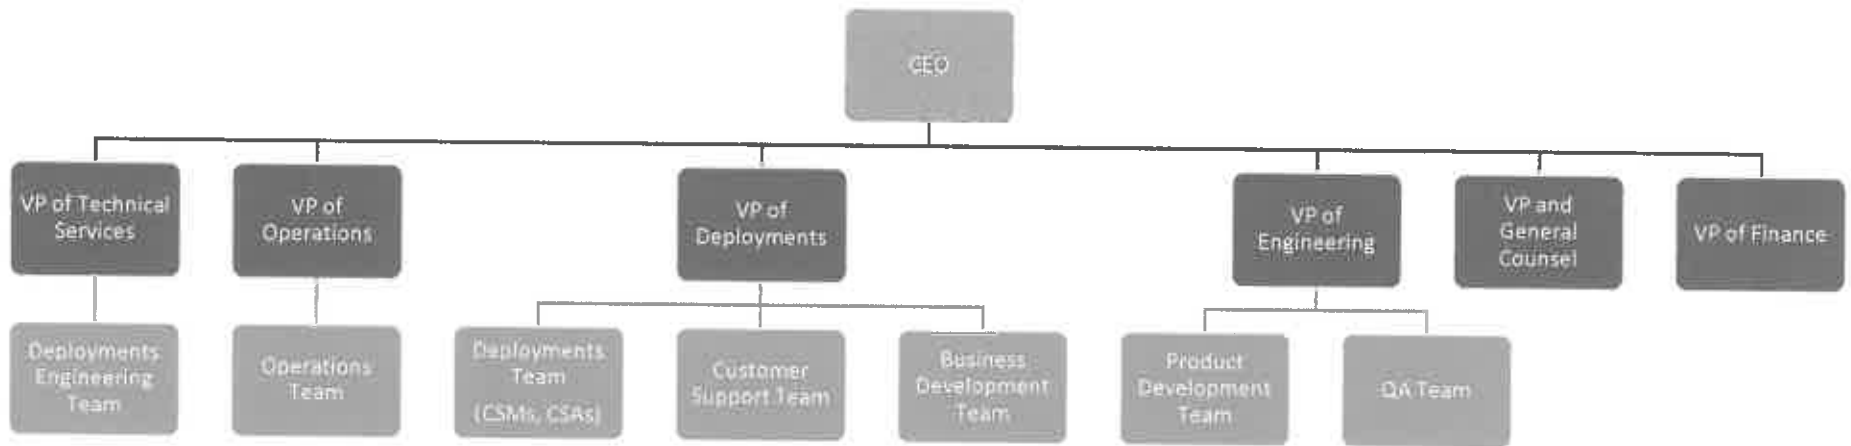 CEO
VP of Technical
Services
VP of
Operations
VP of
Deployments
VP of
Engineering
VP and
General
Counsel
VP of Finance
Deployments
Engineering
Team
Operations
Team
Deployments
Team
(CSMs, CSAs)
Customer
Support Team
Business
Development
Team
Product
Development
Team
QA Team